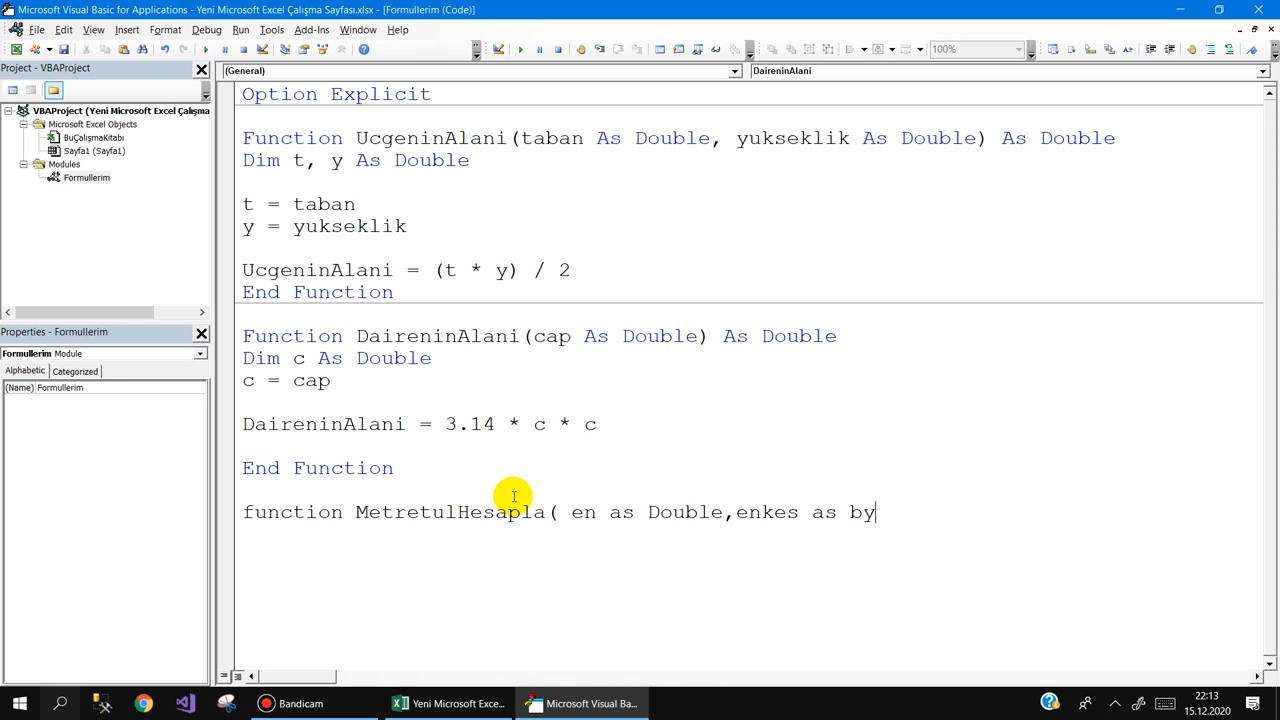 Microsoft Visual Basic for Applications - Yeni Microsoft Excel Çalışma Sayfası.xlsx - [Formullerim (Code)]
File Edit View Insert Format Debug Run Tools Add-Ins Window Help
100%
Project - VBAProject
(General)
DaireninAlani
VBAProject (Yeni Microsoft Excel Çalışma
Microsoft Excel Objects
BuÇalışmaKitabı
Sayfa1 (Sayfa1)
Modules
Formullerim
Properties - Formullerim
Formullerim Module
Alphabetic Categorized
(Name) Formullerim
Option Explicit
Function UcgeninAlani(taban As Double, yukseklik As Double) As Double
Dim t, y As Double
t = taban
y = yukseklik
UcgeninAlani = (t * y) / 2
End Function
Function DaireninAlani(cap As Double) As Double
Dim c As Double
c = cap
DaireninAlani = 3.14 * c * c
End Function
function MetretulHesapla( en as Double,enkes as by
Bandicam
Yeni Microsoft Exce...
Microsoft Visual Ba...
22:13
15.12.2020